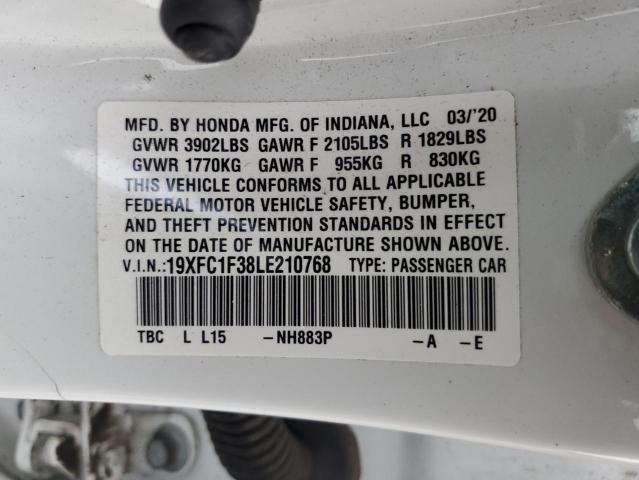 MFD. BY HONDA MFG. OF INDIANA, LLC 03/'20
GVWR 3902LBS GAWR F 2105LBS R 1829LBS
GVWR 1770KG GAWR F 955KG R 830KG
THIS VEHICLE CONFORMS TO ALL APPLICABLE
FEDERAL MOTOR VEHICLE SAFETY, BUMPER,
AND THEFT PREVENTION STANDARDS IN EFFECT
ON THE DATE OF MANUFACTURE SHOWN ABOVE.
V.I.N.:19XFC1F38LE210768 TYPE: PASSENGER CAR
TBC L L15 -NH883P -A -E